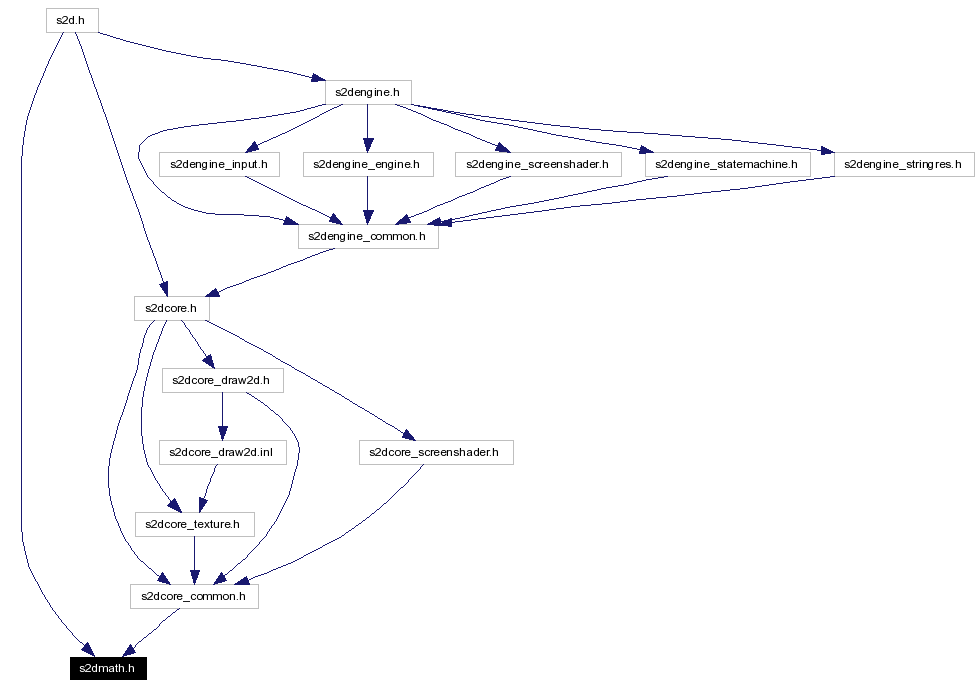 s2d.h
s2dengine.h
s2dengine_input.h
s2dengine_engine.h
s2dengine_screenshader.h
s2dengine_statemachine.h
s2dengine_stringres.h
s2dengine_common.h
s2dcore.h
s2dcore_draw2d.h
s2dcore_draw2d.inl
s2dcore_screenshader.h
s2dcore_texture.h
s2dcore_common.h
s2dmath.h